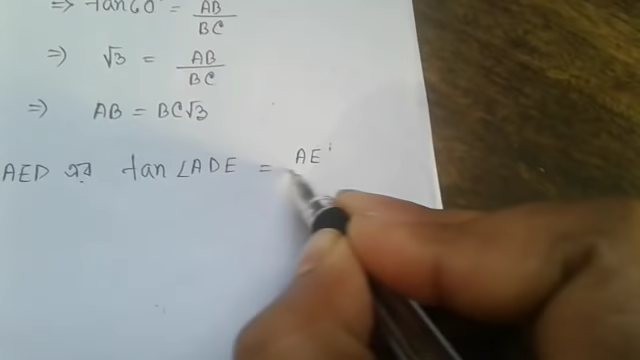 => tan60° = AB/BC
=> √3 = AB/BC
=> AB = BC√3
AED এর tan ∠ADE = AE